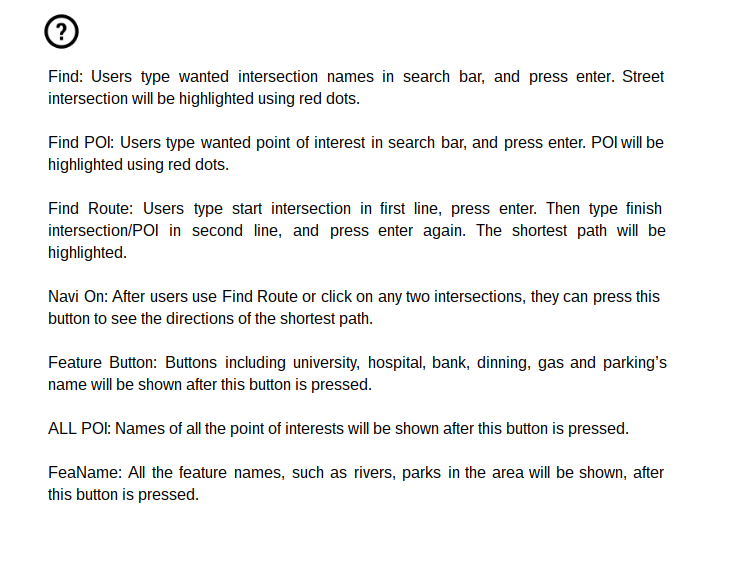 ?
Find: Users type wanted intersection names in search bar, and press enter. Street
intersection will be highlighted using red dots.
Find POI: Users type wanted point of interest in search bar, and press enter. POI will be
highlighted using red dots.
Find Route: Users type start intersection in first line, press enter. Then type finish
intersection/POI in second line, and press enter again. The shortest path will be
highlighted.
Navi On: After users use Find Route or click on any two intersections, they can press this
button to see the directions of the shortest path.
Feature Button: Buttons including university, hospital, bank, dinning, gas and parking’s
name will be shown after this button is pressed.
ALL POI: Names of all the point of interests will be shown after this button is pressed.
FeaName: All the feature names, such as rivers, parks in the area will be shown, after
this button is pressed.